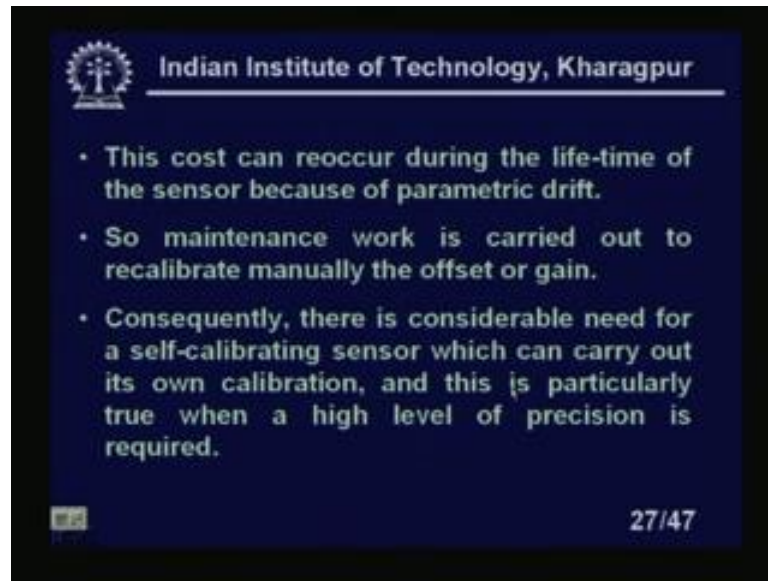 Indian Institute of Technology, Kharagpur
• This cost can reoccur during the life-time of
the sensor because of parametric drift.
• So maintenance work is carried out to
recalibrate manually the offset or gain.
• Consequently, there is considerable need for
a self-calibrating sensor which can carry out
its own calibration, and this is particularly
true when a high level of precision is
required.
27/47